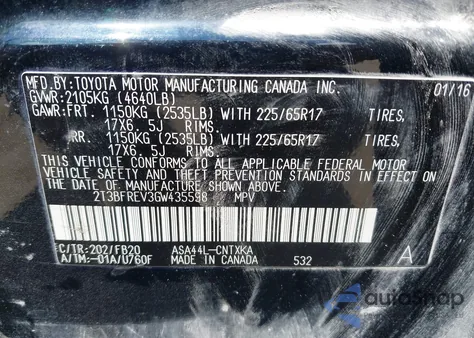 MFD. BY:TOYOTA MOTOR MANUFACTURING CANADA INC. 01/16
GVWR:2105KG (4640LB)
GAWR:FRT. 1150KG (2535LB) WITH 225/65R17 TIRES,
17X6. 5J RIMS.
RR. 1150KG (2535LB) WITH 225/65R17 TIRES,
17X6. 5J RIMS.
THIS VEHICLE CONFORMS TO ALL APPLICABLE FEDERAL MOTOR
VEHICLE SAFETY AND THEFT PREVENTION STANDARDS IN EFFECT
ON THE DATE OF MANUFACTURE SHOWN ABOVE.
2T3BFREV3GW435598 MPV
C/TR:202/FB20 ASA44L-CNTXKA
A/TM:-01A/U760F MADE IN CANADA 532 A
autosnap